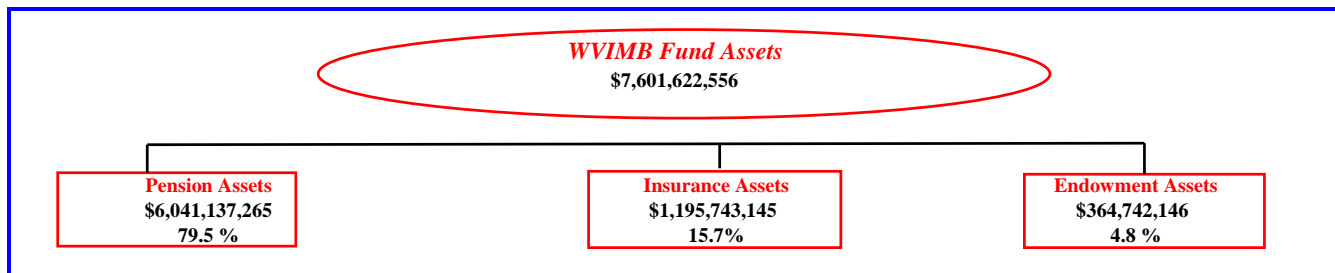 WVIMB Fund Assets
$7,601,622,556
Pension Assets
$6,041,137,265
79.5 %
Insurance Assets
$1,195,743,145
15.7%
Endowment Assets
$364,742,146
4.8 %